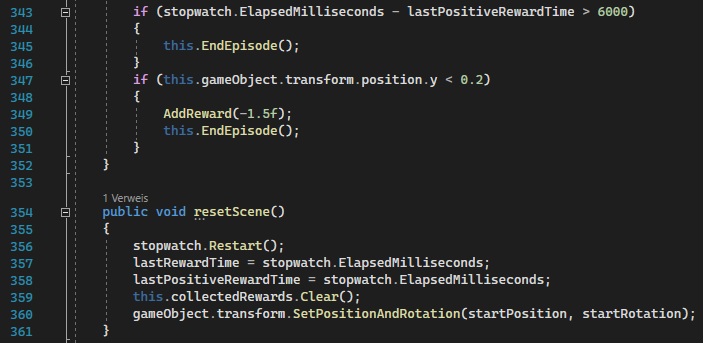 343 if (stopwatch.ElapsedMilliseconds - lastPositiveRewardTime > 6000)
344 {
345 this.EndEpisode();
346 }
347 if (this.gameObject.transform.position.y < 0.2)
348 {
349 AddReward(-1.5f);
350 this.EndEpisode();
351 }
352 }
353
1 Verweis
354 public void resetScene()
355 {
356 stopwatch.Restart();
357 lastRewardTime = stopwatch.ElapsedMilliseconds;
358 lastPositiveRewardTime = stopwatch.ElapsedMilliseconds;
359 this.collectedRewards.Clear();
360 gameObject.transform.SetPositionAndRotation(startPosition, startRotation);
361 }